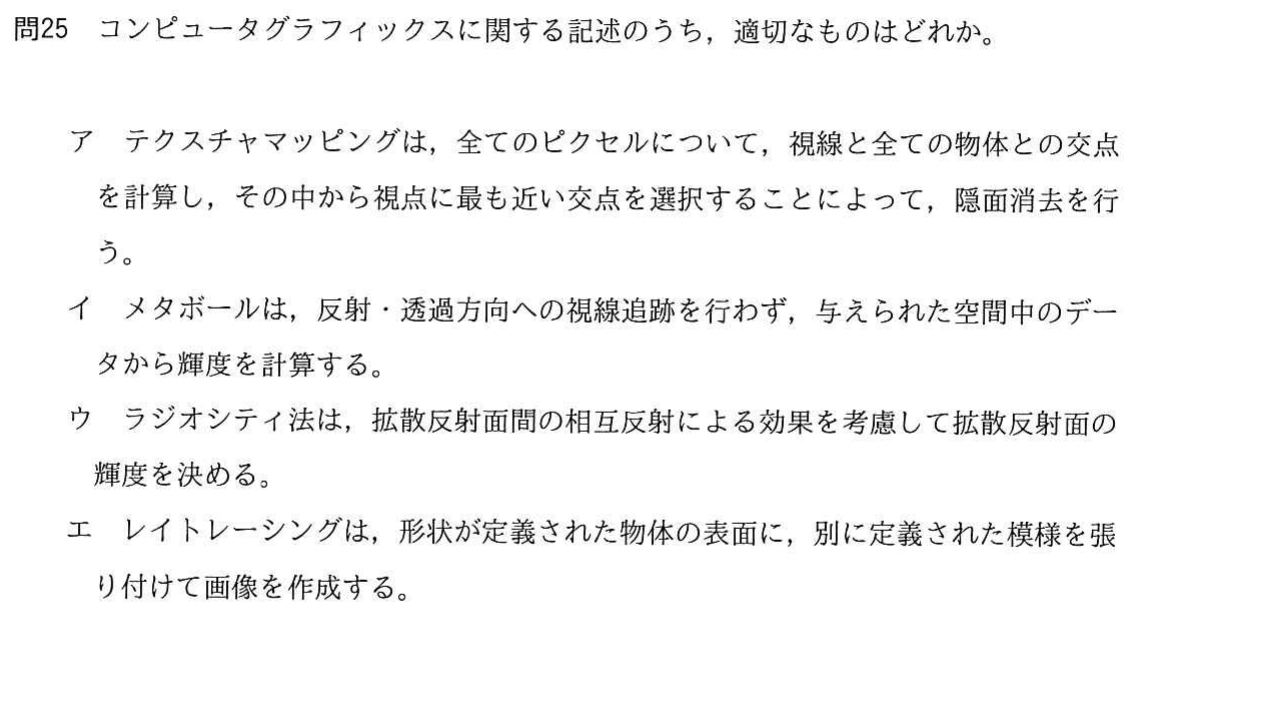 問25　コンピュータグラフィックスに関する記述のうち，適切なものはどれか。
ア　テクスチャマッピングは，全てのピクセルについて，視線と全ての物体との交点
を計算し，その中から視点に最も近い交点を選択することによって，隠面消去を行
う。
イ　メタボールは，反射・透過方向への視線追跡を行わず，与えられた空間中のデー
タから輝度を計算する。
ウ　ラジオシティ法は，拡散反射面間の相互反射による効果を考慮して拡散反射面の
輝度を決める。
エ　レイトレーシングは，形状が定義された物体の表面に，別に定義された模様を張
り付けて画像を作成する。